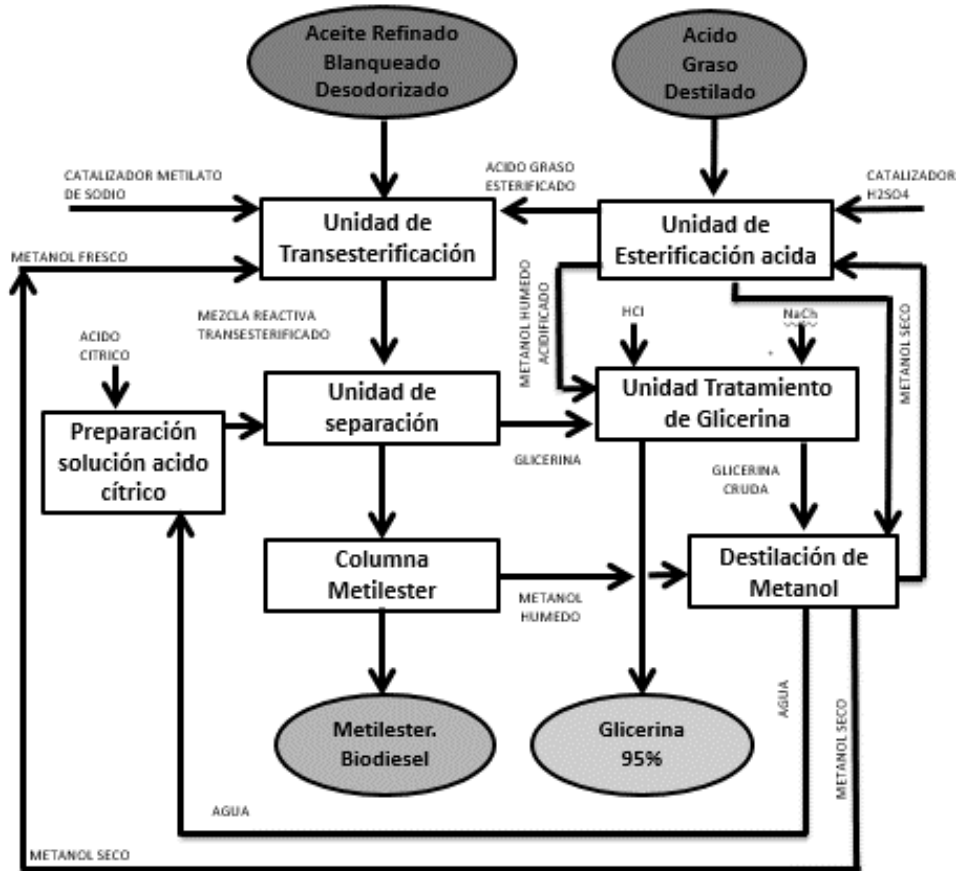 Aceite Refinado
Blanqueado
Desodorizado
Acido
Graso
Destilado
CATALIZADOR METILATO
DE SODIO
ACIDO GRASO
ESTERIFICADO
CATALIZADOR
H2SO4
Unidad de
Transesterificación
Unidad de
Esterificación acida
METANOL FRESCO
MEZCLA REACTIVA
TRANSESTERIFICADO
METANOL HUMEDO
ACIDIFICADO
HCl
NaCh
METANOL SECO
ACIDO
CITRICO
Unidad de
separación
Unidad Tratamiento
de Glicerina
Preparación
solución acido
cítrico
GLICERINA
GLICERINA
CRUDA
Columna
Metilester
METANOL
HUMEDO
Destilación de
Metanol
Metilester.
Biodiesel
Glicerina
95%
AGUA
METANOL SECO
AGUA
METANOL SECO